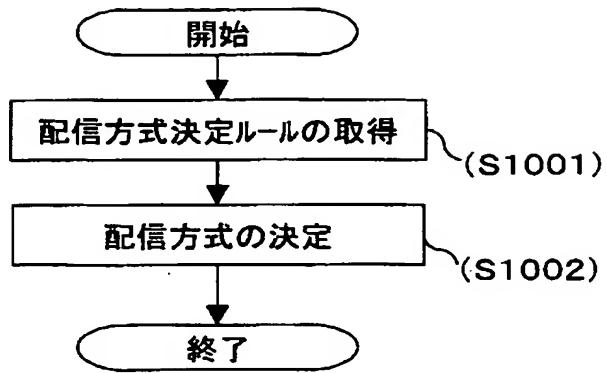 開始
配信方式決定ルールの取得
(S1001)
配信方式の決定
(S1002)
終了